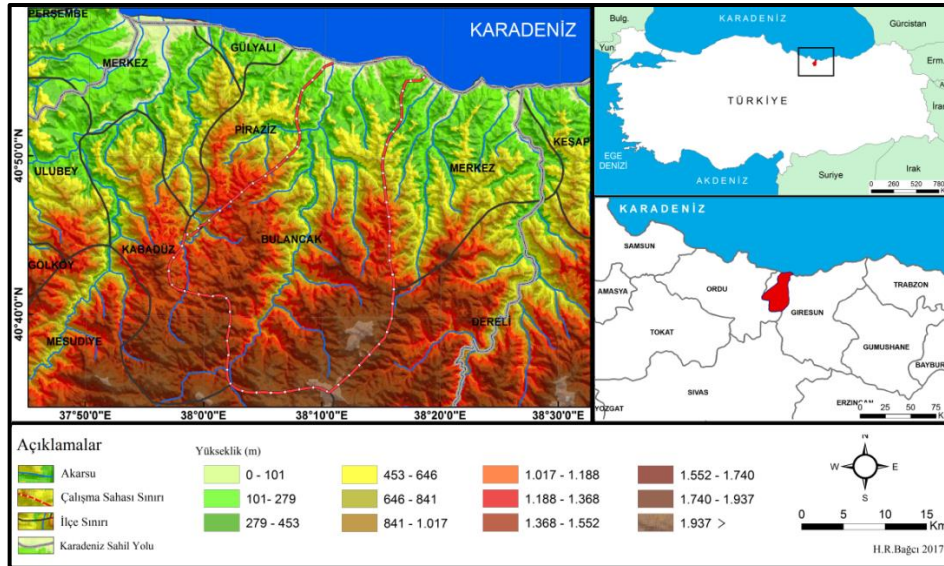 PERŞEMBE
MERKEZ
GÜLYALI
KARADENİZ
PİRAZİZ
ULUBEY
MERKEZ
KEŞAP
KABADÜZ
BULANCAK
GÖLKÖY
MESUDİYE
DERELİ
40°50'0"N
40°40'0"N
37°50'0"E
38°0'0"E
38°10'0"E
38°20'0"E
38°30'0"E
KARADENİZ
Bulg.
Gürcistan
Yun.
Erm.
TÜRKİYE
İran
EGE
DENİZİ
AKDENİZ
Suriye
Irak
0 260 520 780
KARADENİZ
SAMSUN
ORDU
TRABZON
AMASYA
GIRESUN
TOKAT
GUMUSHANE
BAYBUR
SIVAS
YOZGAT
ERZINCAN
0 25 50 75
Açıklamalar
Akarsu
Çalışma Sahası Sınırı
İlçe Sınırı
Karadeniz Sahil Yolu
Yükseklik (m)
0 - 101
101- 279
279 - 453
453 - 646
646 - 841
841 - 1.017
1.017 - 1.188
1.188 - 1.368
1.368 - 1.552
1.552 - 1.740
1.740 - 1.937
1.937 >
N
W E
S
0 5 10 15
Km
H.R.Bağcı 2017